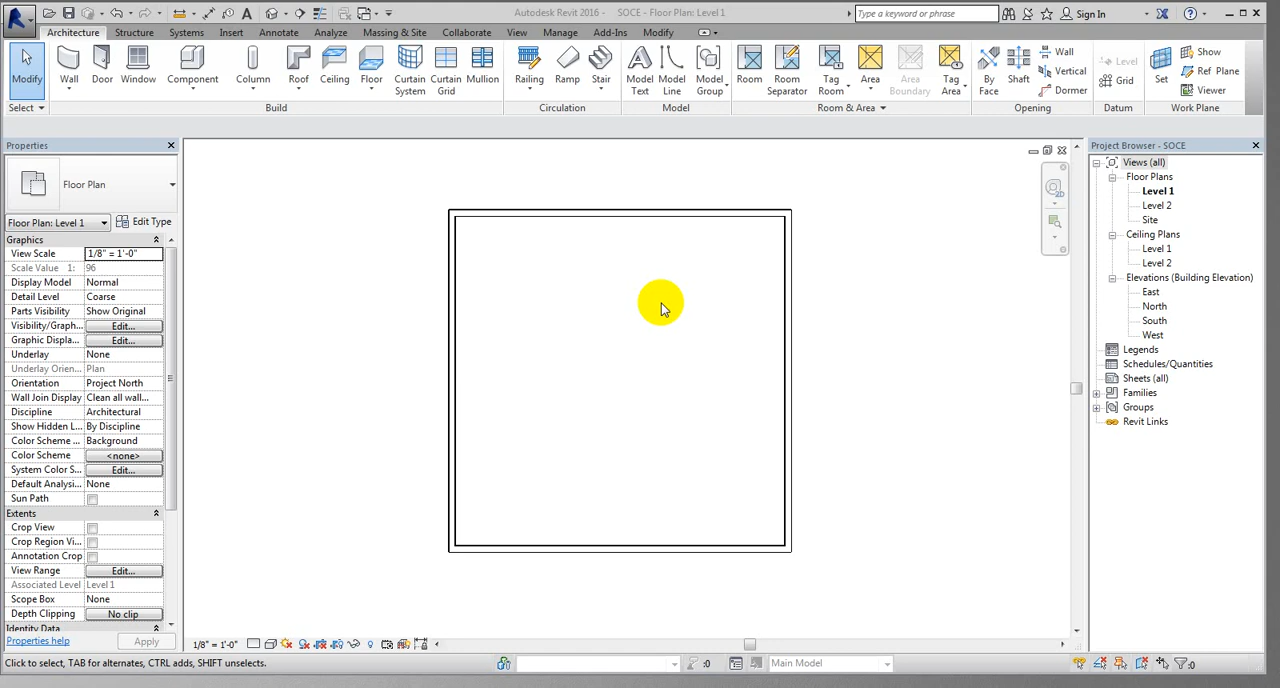 Autodesk Revit 2016 - SOCE - Floor Plan: Level 1
Type a keyword or phrase
Sign In
Architecture Structure Systems Insert Annotate Analyze Massing & Site Collaborate View Manage Add-Ins Modify
Modify Wall Door Window Component Column Roof Ceiling Floor Curtain System Curtain Grid Mullion Railing Ramp Stair Model Text Model Line Model Group Room Room Separator Tag Room Area Area Boundary Tag Area By Face Shaft Wall Vertical Dormer Level Grid Set Show Ref Plane Viewer
Select Build Circulation Model Room & Area Opening Datum Work Plane
Properties
Floor Plan
Floor Plan: Level 1 Edit Type
Graphics
View Scale 1/8" = 1'-0"
Scale Value 1: 96
Display Model Normal
Detail Level Coarse
Parts Visibility Show Original
Visibility/Graph... Edit...
Graphic Displa... Edit...
Underlay None
Underlay Orien... Plan
Orientation Project North
Wall Join Display Clean all wall...
Discipline Architectural
Show Hidden L... By Discipline
Color Scheme ... Background
Color Scheme <none>
System Color S... Edit...
Default Analysi... None
Sun Path
Extents
Crop View
Crop Region Vi...
Annotation Crop
View Range Edit...
Associated Level Level 1
Scope Box None
Depth Clipping No clip
Identity Data
Properties help Apply
2D
Project Browser - SOCE
Views (all)
Floor Plans
Level 1
Level 2
Site
Ceiling Plans
Level 1
Level 2
Elevations (Building Elevation)
East
North
South
West
Legends
Schedules/Quantities
Sheets (all)
Families
Groups
Revit Links
1/8" = 1'-0"
Click to select, TAB for alternates, CTRL adds, SHIFT unselects. :0 Main Model :0